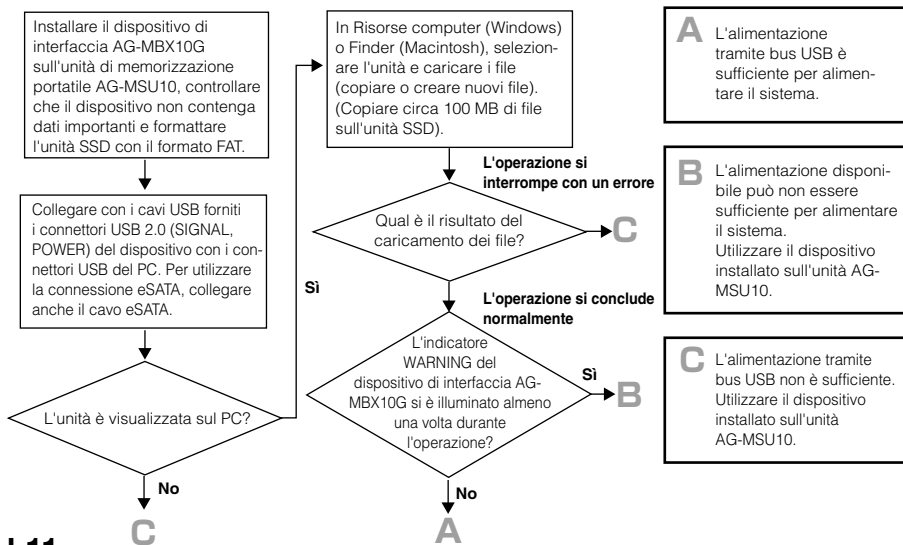 Installare il dispositivo di
interfaccia AG-MBX10G
sull'unità di memorizzazione
portatile AG-MSU10, controllare
che il dispositivo non contenga
dati importanti e formattare
l'unità SSD con il formato FAT.
Collegare con i cavi USB forniti
i connettori USB 2.0 (SIGNAL,
POWER) del dispositivo con i con-
nettori USB del PC. Per utilizzare
la connessione eSATA, collegare
anche il cavo eSATA.
L'unità è visualizzata sul PC?
Sì
No
C
In Risorse computer (Windows)
o Finder (Macintosh), selezion-
are l'unità e caricare i file
(copiare o creare nuovi file).
(Copiare circa 100 MB di file
sull'unità SSD).
L'operazione si
interrompe con un errore
Qual è il risultato del
caricamento dei file?
C
L'operazione si conclude
normalmente
L'indicatore
WARNING del
dispositivo di interfaccia AG-
MBX10G si è illuminato almeno
una volta durante
l'operazione?
Sì
B
No
A
A
L'alimentazione
tramite bus USB è
sufficiente per alimen-
tare il sistema.
B
L'alimentazione disponi-
bile può non essere
sufficiente per alimentare
il sistema.
Utilizzare il dispositivo
installato sull'unità AG-
MSU10.
C
L'alimentazione tramite
bus USB non è sufficiente.
Utilizzare il dispositivo
installato sull'unità
AG-MSU10.